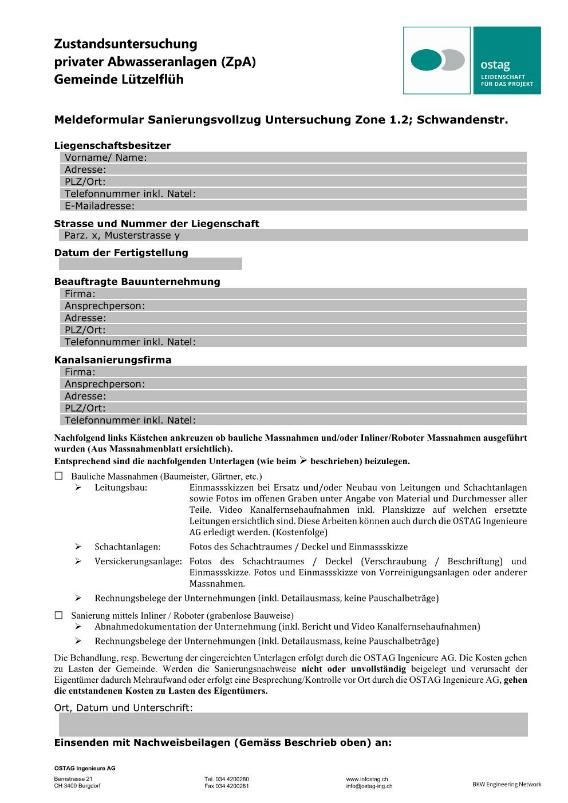 Zustandsuntersuchung
privater Abwasseranlagen (ZpA)
Gemeinde Lützelflüh
ostag
LEIDENSCHAFT
FÜR DAS PROJEKT
Meldeformular Sanierungsvollzug Untersuchung Zone 1.2; Schwandenstr.
Liegenschaftsbesitzer
Vorname/ Name:
Adresse:
PLZ/Ort:
Telefonnummer inkl. Natel:
E-Mailadresse:
Strasse und Nummer der Liegenschaft
Parz. x, Musterstrasse y
Datum der Fertigstellung
Beauftragte Bauunternehmung
Firma:
Ansprechperson:
Adresse:
PLZ/Ort:
Telefonnummer inkl. Natel:
Kanalsanierungsfirma
Firma:
Ansprechperson:
Adresse:
PLZ/Ort:
Telefonnummer inkl. Natel:
Nachfolgend links Kästchen ankreuzen ob bauliche Massnahmen und/oder Inliner/Roboter Massnahmen ausgeführt
wurden (Aus Massnahmenblatt ersichtlich).
Entsprechend sind die nachfolgenden Unterlagen (wie beim ➢ beschrieben) beizulegen.
☐ Bauliche Massnahmen (Baumeister, Gärtner, etc.)
➢ Leitungsbau: Einmassskizzen bei Ersatz und/oder Neubau von Leitungen und Schachtanlagen
sowie Fotos im offenen Graben unter Angabe von Material und Durchmesser aller
Teile. Video Kanalfernsehaufnahmen inkl. Planskizze auf welchen ersetzte
Leitungen ersichtlich sind. Diese Arbeiten können auch durch die OSTAG Ingenieure
AG erledigt werden. (Kostenfolge)
➢ Schachtanlagen: Fotos des Schachtraumes / Deckel und Einmassskizze
➢ Versickerungsanlage: Fotos des Schachtraumes / Deckel (Verschraubung / Beschriftung) und
Einmassskizze. Fotos und Einmassskizze von Vorreinigungsanlagen oder anderer
Massnahmen.
➢ Rechnungsbelege der Unternehmungen (inkl. Detailausmass, keine Pauschalbeträge)
☐ Sanierung mittels Inliner / Roboter (grabenlose Bauweise)
➢ Abnahmedokumentation der Unternehmung (inkl. Bericht und Video Kanalfernsehaufnahmen)
➢ Rechnungsbelege der Unternehmungen (inkl. Detailausmass, keine Pauschalbeträge)
Die Behandlung, resp. Bewertung der eingereichten Unterlagen erfolgt durch die OSTAG Ingenieure AG. Die Kosten gehen
zu Lasten der Gemeinde. Werden die Sanierungsnachweise nicht oder unvollständig beigelegt und verursacht der
Eigentümer dadurch Mehraufwand oder erfolgt eine Besprechung/Kontrolle vor Ort durch die OSTAG Ingenieure AG, gehen
die entstandenen Kosten zu Lasten des Eigentümers.
Ort, Datum und Unterschrift:
Einsenden mit Nachweisbeilagen (Gemäss Beschrieb oben) an:
OSTAG Ingenieure AG
Bernstrasse 21 Tel. 034 4200280 www.infostag.ch
CH 3400 Burgdorf Fax 034 4200281 info@ostag-ing.ch BKW Engineering Network